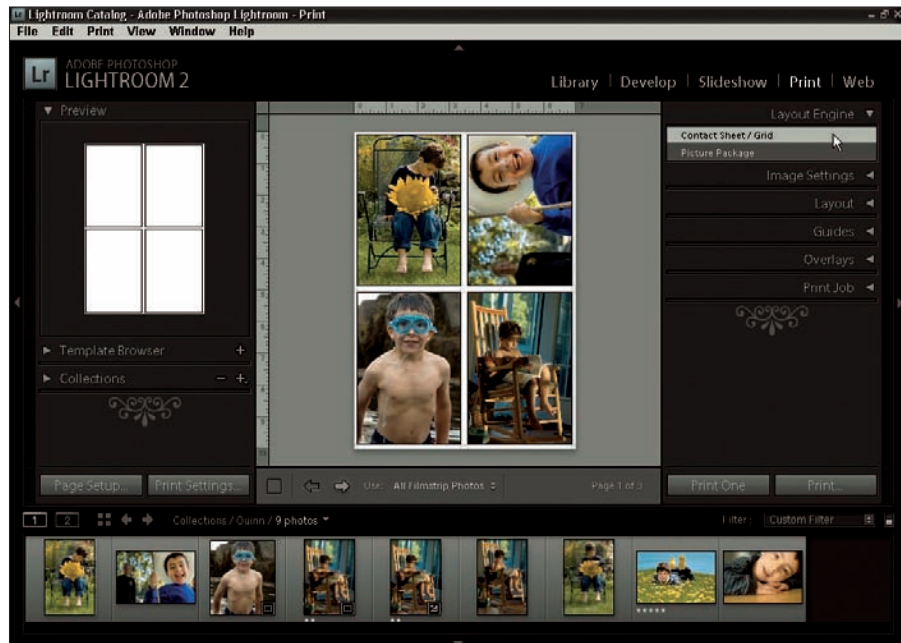 Lightroom Catalog - Adobe Photoshop Lightroom - Print
File Edit Print View Window Help
Lr
ADOBE PHOTOSHOP
LIGHTROOM 2
Library | Develop | Slideshow | Print | Web
Preview
Layout Engine
Contact Sheet / Grid
Picture Package
Image Settings
Layout
Guides
Overlays
Print Job
Template Browser +
Collections − +
Page Setup... Print Settings...
Use: All Filmstrip Photos
Page 1 of 3
Print One Print...
1 2 Collections / Quinn / 9 photos
Filter: Custom Filter